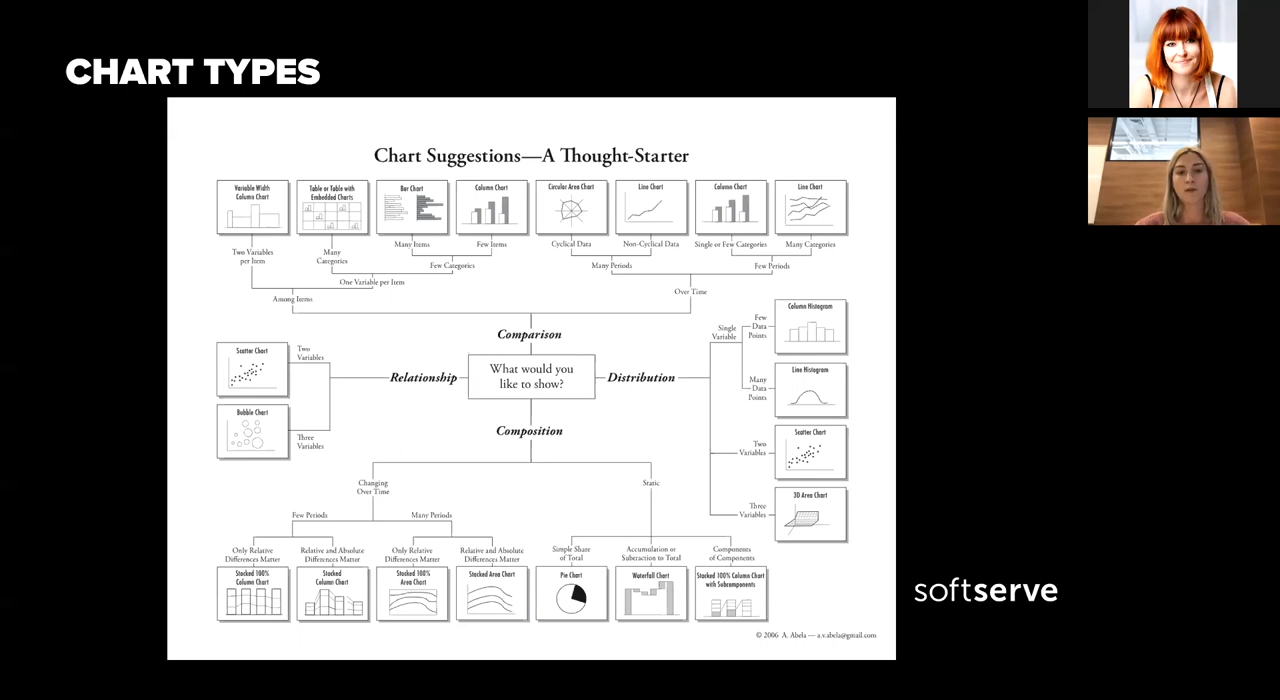 CHART TYPES
Chart Suggestions—A Thought-Starter
Variable Width
Column Chart
Table or Table with
Embedded Charts
Bar Chart
Column Chart
Circular Area Chart
Line Chart
Column Chart
Line Chart
Two Variables
per Item
Many
Categories
Many Items
Few Items
Cyclical Data
Non-Cyclical Data
Single or Few Categories
Many Categories
Few Categories
Many Periods
Few Periods
One Variable per Item
Among Items
Over Time
Comparison
What would you
like to show?
Relationship
Distribution
Composition
Scatter Chart
Two
Variables
Bubble Chart
Three
Variables
Single
Variable
Few
Data
Points
Column Histogram
Many
Data
Points
Line Histogram
Two
Variables
Scatter Chart
Three
Variables
3D Area Chart
Changing
Over Time
Static
Few Periods
Many Periods
Only Relative
Differences Matter
Relative and Absolute
Differences Matter
Only Relative
Differences Matter
Relative and Absolute
Differences Matter
Simple Share
of Total
Accumulation or
Subtraction to Total
Components
of Components
Stacked 100%
Column Chart
Stacked
Column Chart
Stacked 100%
Area Chart
Stacked Area Chart
Pie Chart
Waterfall Chart
Stacked 100% Column Chart
with Subcomponents
© 2006 A. Abela — a.v.abela@gmail.com
softserve